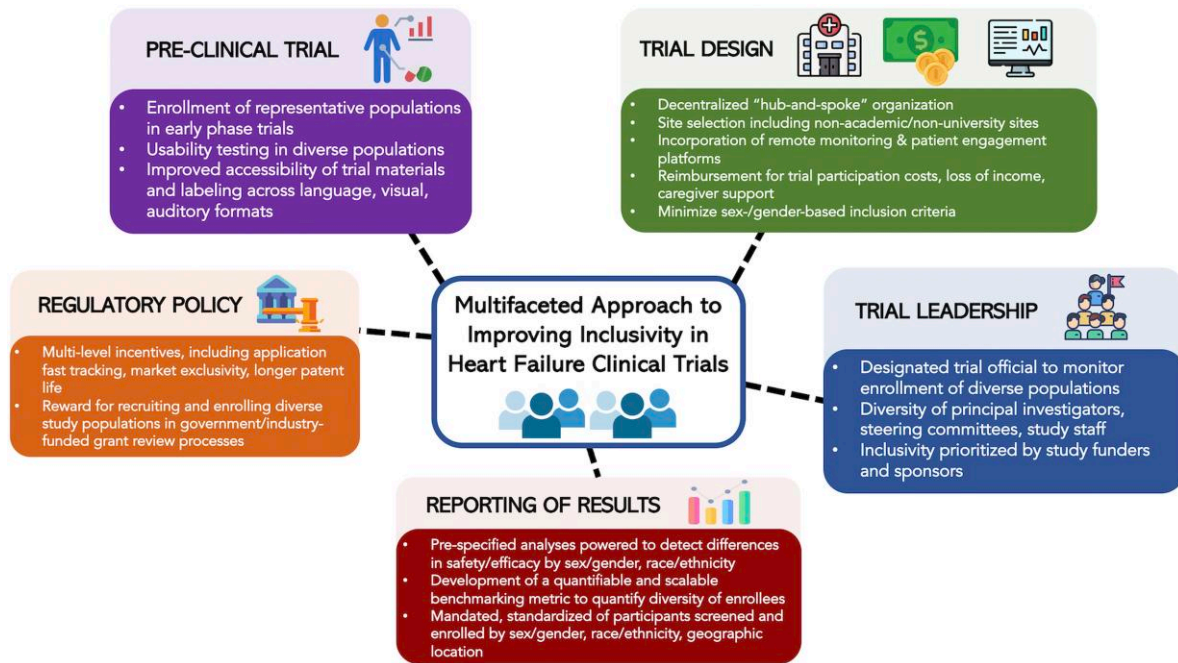 PRE-CLINICAL TRIAL
• Enrollment of representative populations
in early phase trials
• Usability testing in diverse populations
• Improved accessibility of trial materials
and labeling across language, visual,
auditory formats
TRIAL DESIGN
• Decentralized “hub-and-spoke” organization
• Site selection including non-academic/non-university sites
• Incorporation of remote monitoring & patient engagement
platforms
• Reimbursement for trial participation costs, loss of income,
caregiver support
• Minimize sex-/gender-based inclusion criteria
REGULATORY POLICY
• Multi-level incentives, including application
fast tracking, market exclusivity, longer patent
life
• Reward for recruiting and enrolling diverse
study populations in government/industry-
funded grant review processes
Multifaceted Approach to
Improving Inclusivity in
Heart Failure Clinical Trials
TRIAL LEADERSHIP
• Designated trial official to monitor
enrollment of diverse populations
• Diversity of principal investigators,
steering committees, study staff
• Inclusivity prioritized by study funders
and sponsors
REPORTING OF RESULTS
• Pre-specified analyses powered to detect differences
in safety/efficacy by sex/gender, race/ethnicity
• Development of a quantifiable and scalable
benchmarking metric to quantify diversity of enrollees
• Mandated, standardized of participants screened and
enrolled by sex/gender, race/ethnicity, geographic
location